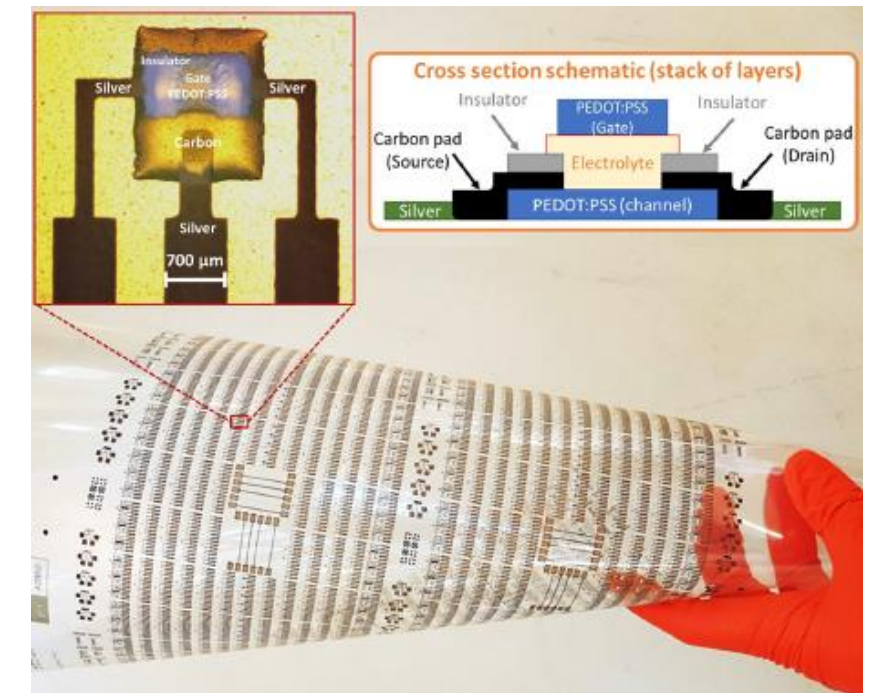 Insulator
Gate
PEDOT:PSS
Silver
Silver
Carbon
Silver
700 µm
Cross section schematic (stack of layers)
Insulator
PEDOT:PSS
(Gate)
Insulator
Carbon pad
(Source)
Electrolyte
Carbon pad
(Drain)
Silver
PEDOT:PSS (channel)
Silver